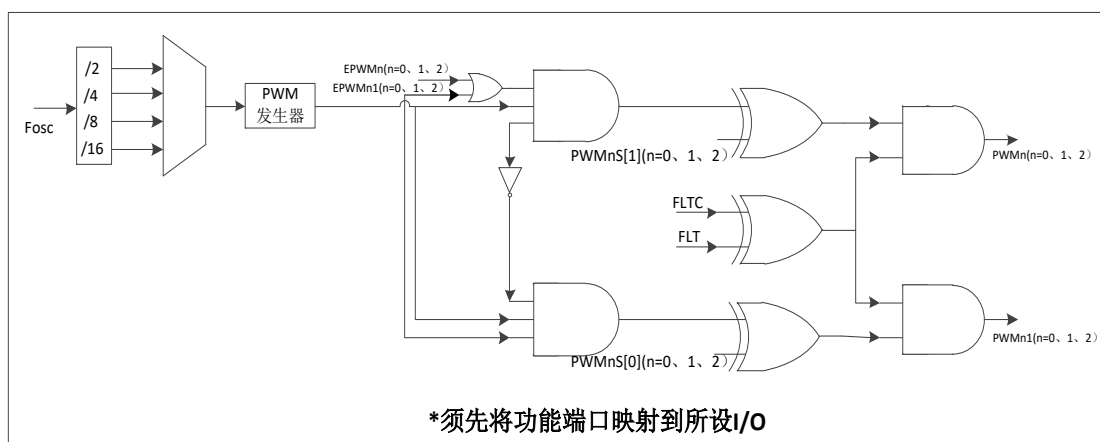 /2
/4
/8
/16
Fosc
PWM
发生器
EPWMn(n=0、1、2)
EPWMn1(n=0、1、2)
PWMnS[1](n=0、1、2)
FLTC
FLT
PWMnS[0](n=0、1、2)
PWMn(n=0、1、2)
PWMn1(n=0、1、2)
*须先将功能端口映射到所设I/O